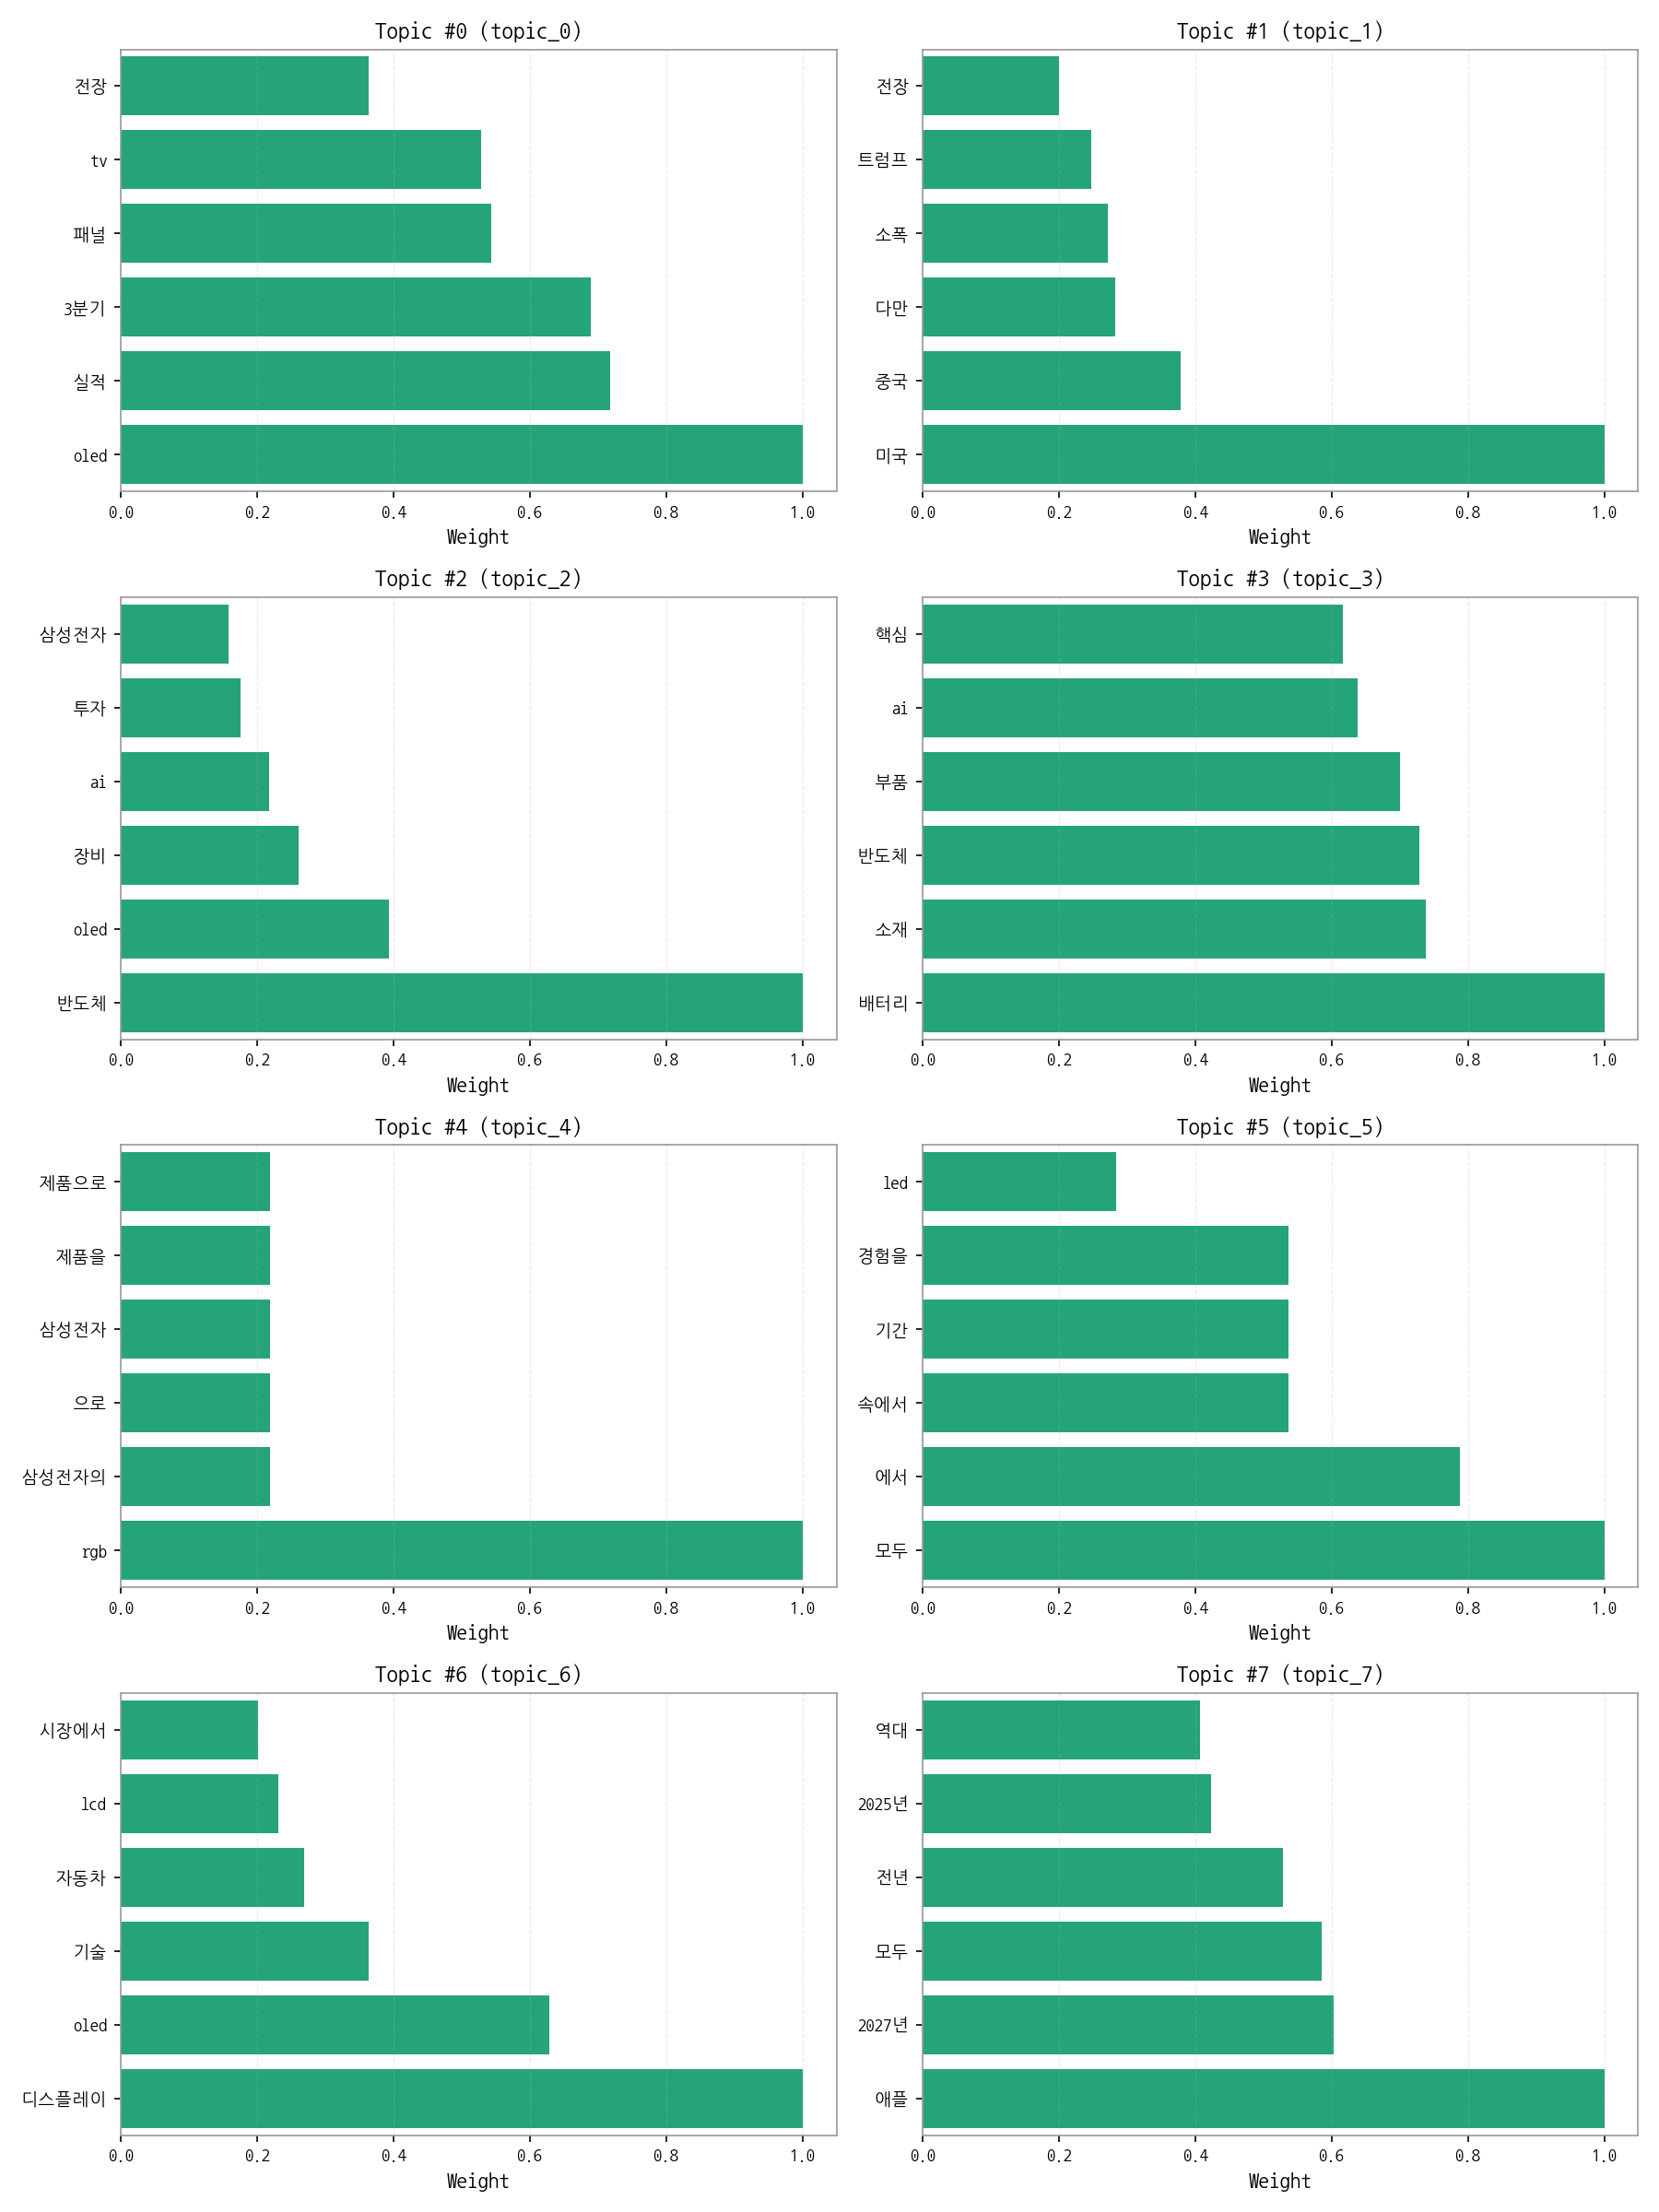 Topic #0 (topic_0)
전장
tv
패널
3분기
실적
oled
0.0 0.2 0.4 0.6 0.8 1.0
Weight
Topic #1 (topic_1)
전장
트럼프
소폭
다만
중국
미국
0.0 0.2 0.4 0.6 0.8 1.0
Weight
Topic #2 (topic_2)
삼성전자
투자
ai
장비
oled
반도체
0.0 0.2 0.4 0.6 0.8 1.0
Weight
Topic #3 (topic_3)
핵심
ai
부품
반도체
소재
배터리
0.0 0.2 0.4 0.6 0.8 1.0
Weight
Topic #4 (topic_4)
제품으로
제품을
삼성전자
으로
삼성전자의
rgb
0.0 0.2 0.4 0.6 0.8 1.0
Weight
Topic #5 (topic_5)
led
경험을
기간
속에서
에서
모두
0.0 0.2 0.4 0.6 0.8 1.0
Weight
Topic #6 (topic_6)
시장에서
lcd
자동차
기술
oled
디스플레이
0.0 0.2 0.4 0.6 0.8 1.0
Weight
Topic #7 (topic_7)
역대
2025년
전년
모두
2027년
애플
0.0 0.2 0.4 0.6 0.8 1.0
Weight